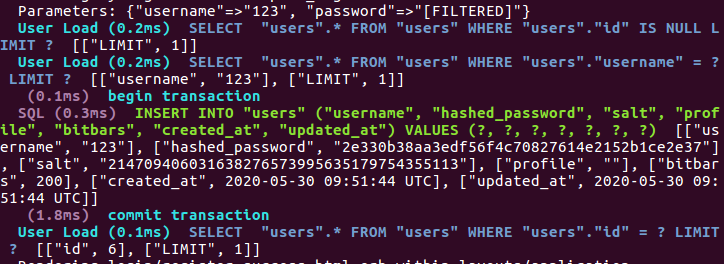 Parameters: {"username"=>"123", "password"=>"[FILTERED]"}
User Load (0.2ms)  SELECT  "users".* FROM "users" WHERE "users"."id" IS NULL L
IMIT ?  [["LIMIT", 1]]
User Load (0.2ms)  SELECT  "users".* FROM "users" WHERE "users"."username" = ?
LIMIT ?  [["username", "123"], ["LIMIT", 1]]
(0.1ms)  begin transaction
SQL (0.3ms)  INSERT INTO "users" ("username", "hashed_password", "salt", "prof
ile", "bitbars", "created_at", "updated_at") VALUES (?, ?, ?, ?, ?, ?, ?)  [["us
ername", "123"], ["hashed_password", "2e330b38aa3edf56f4c70827614e2152b1ce2e37"]
, ["salt", "214709406031638276573995635179754355113"], ["profile", ""], ["bitbar
s", 200], ["created_at", 2020-05-30 09:51:44 UTC], ["updated_at", 2020-05-30 09:
51:44 UTC]]
(1.8ms)  commit transaction
User Load (0.1ms)  SELECT  "users".* FROM "users" WHERE "users"."id" = ? LIMIT
?  [["id", 6], ["LIMIT", 1]]